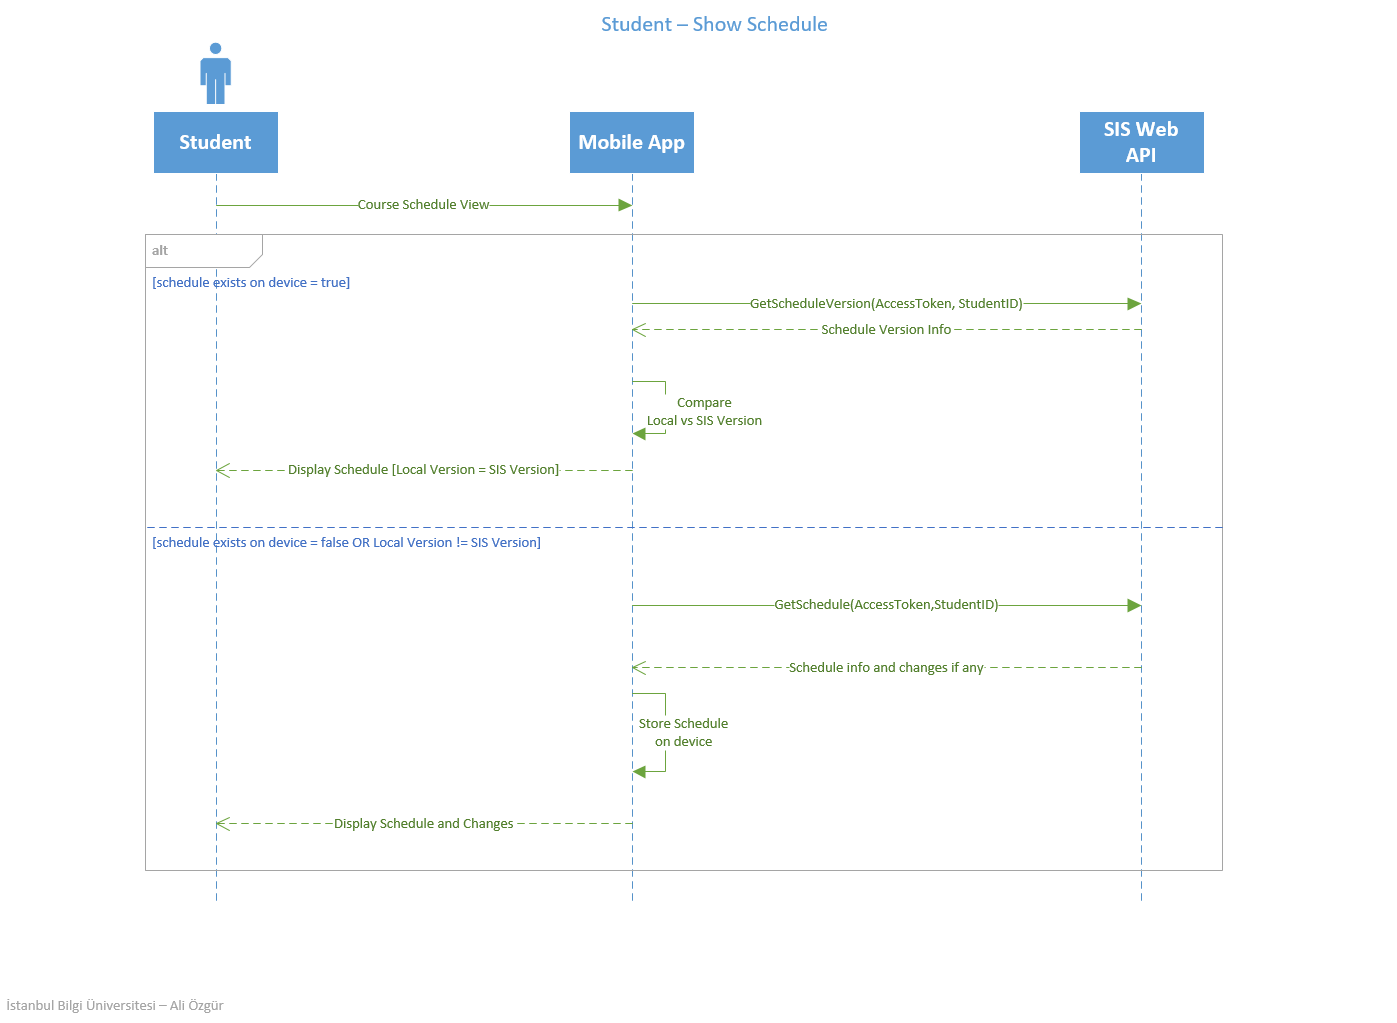 Student – Show Schedule
Student
Mobile App
SIS Web
API
Course Schedule View
alt
[schedule exists on device = true]
GetScheduleVersion(AccessToken, StudentID)
Schedule Version Info
Compare
Local vs SIS Version
Display Schedule [Local Version = SIS Version]
[schedule exists on device = false OR Local Version != SIS Version]
GetSchedule(AccessToken,StudentID)
Schedule info and changes if any
Store Schedule
on device
Display Schedule and Changes
İstanbul Bilgi Üniversitesi – Ali Özgür